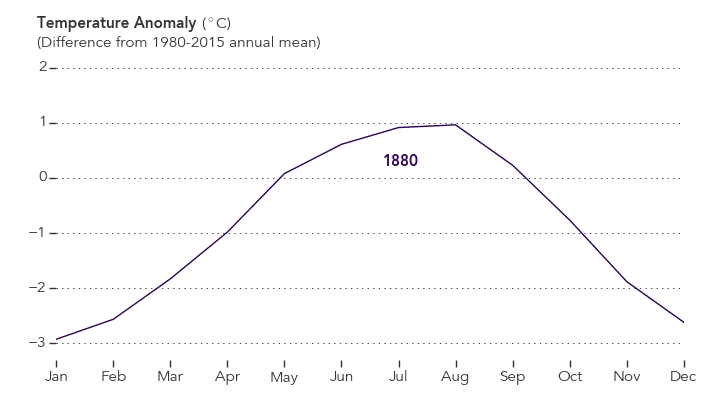 Temperature Anomaly (°C)
(Difference from 1980-2015 annual mean)
2
1
1880
0
−1
−2
−3
Jan Feb Mar Apr May Jun Jul Aug Sep Oct Nov Dec